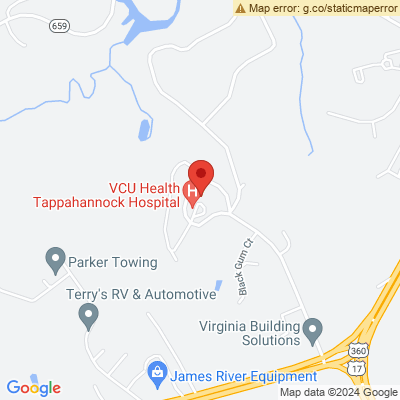 Map error: g.co/staticmaperror
659
VCU Health
Tappahannock Hospital
H
Parker Towing
Black Gum Ct
Terry's RV & Automotive
Virginia Building
Solutions
360
17
James River Equipment
Google
Map data ©2024 Google